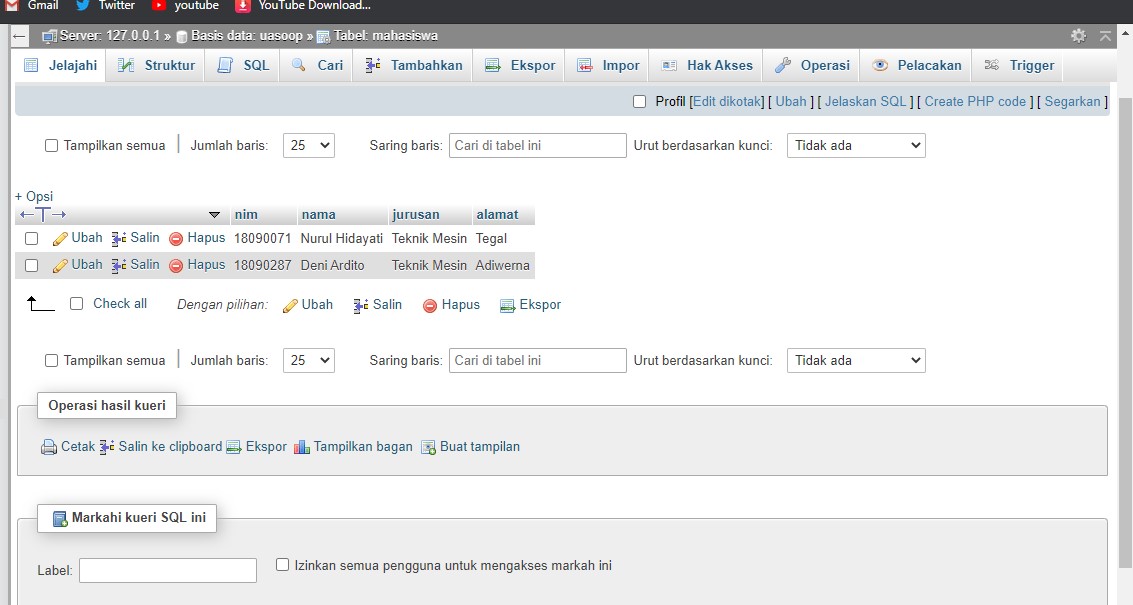 Gmail Twitter youtube YouTube Download...
Server: 127.0.0.1 » Basis data: uasoop » Tabel: mahasiswa
Jelajahi Struktur SQL Cari Tambahkan Ekspor Impor Hak Akses Operasi Pelacakan Trigger
Profil [Edit dikotak] [ Ubah ] [ Jelaskan SQL ] [ Create PHP code ] [ Segarkan ]
Tampilkan semua | Jumlah baris: 25 Saring baris: Cari di tabel ini Urut berdasarkan kunci: Tidak ada
+ Opsi
←T→ nim nama jurusan alamat
Ubah Salin Hapus 18090071 Nurul Hidayati Teknik Mesin Tegal
Ubah Salin Hapus 18090287 Deni Ardito Teknik Mesin Adiwerna
Check all Dengan pilihan: Ubah Salin Hapus Ekspor
Tampilkan semua | Jumlah baris: 25 Saring baris: Cari di tabel ini Urut berdasarkan kunci: Tidak ada
Operasi hasil kueri
Cetak Salin ke clipboard Ekspor Tampilkan bagan Buat tampilan
Markahi kueri SQL ini
Label: Izinkan semua pengguna untuk mengakses markah ini